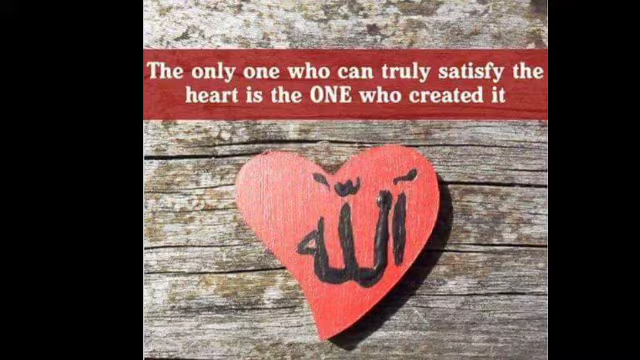 The only one who can truly satisfy the
heart is the ONE who created it
الله